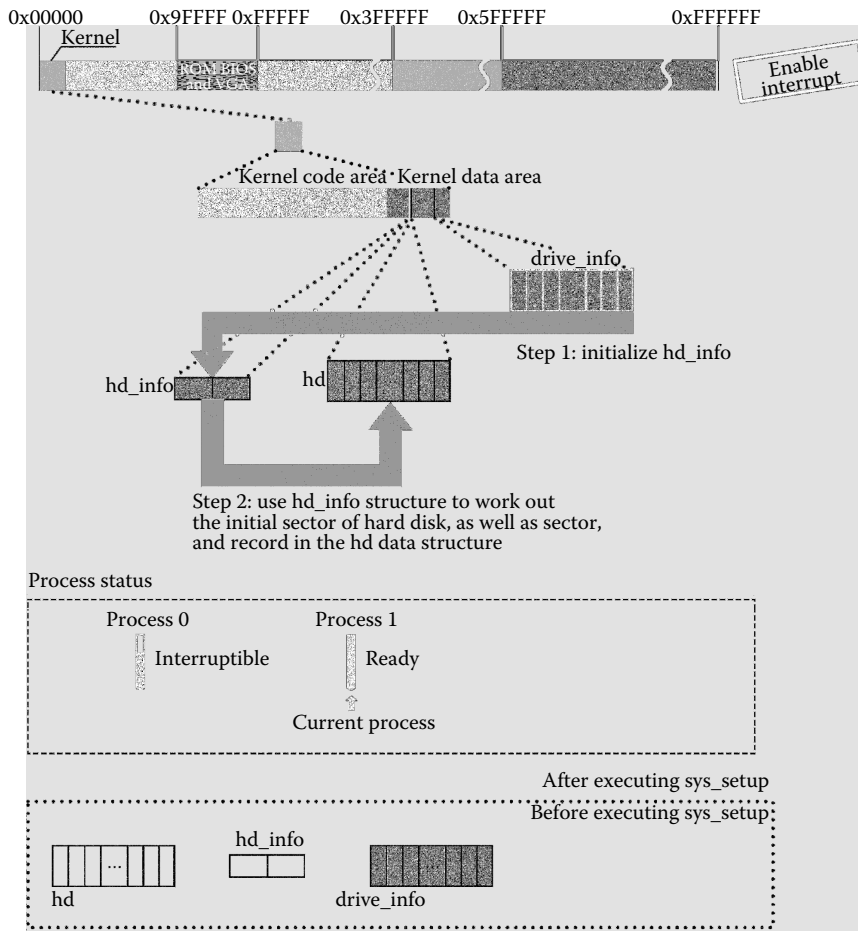 0x00000 0x9FFFF 0xFFFFF 0x3FFFFF 0x5FFFFF 0xFFFFFF
Kernel
ROM BIOS
and VGA
Enable
interrupt
Kernel code area Kernel data area
drive_info
Step 1: initialize hd_info
hd_info
hd
Step 2: use hd_info structure to work out
the initial sector of hard disk, as well as sector,
and record in the hd data structure
Process status
Process 0 Process 1
Interruptible Ready
Current process
After executing sys_setup
Before executing sys_setup
hd_info
...
hd drive_info